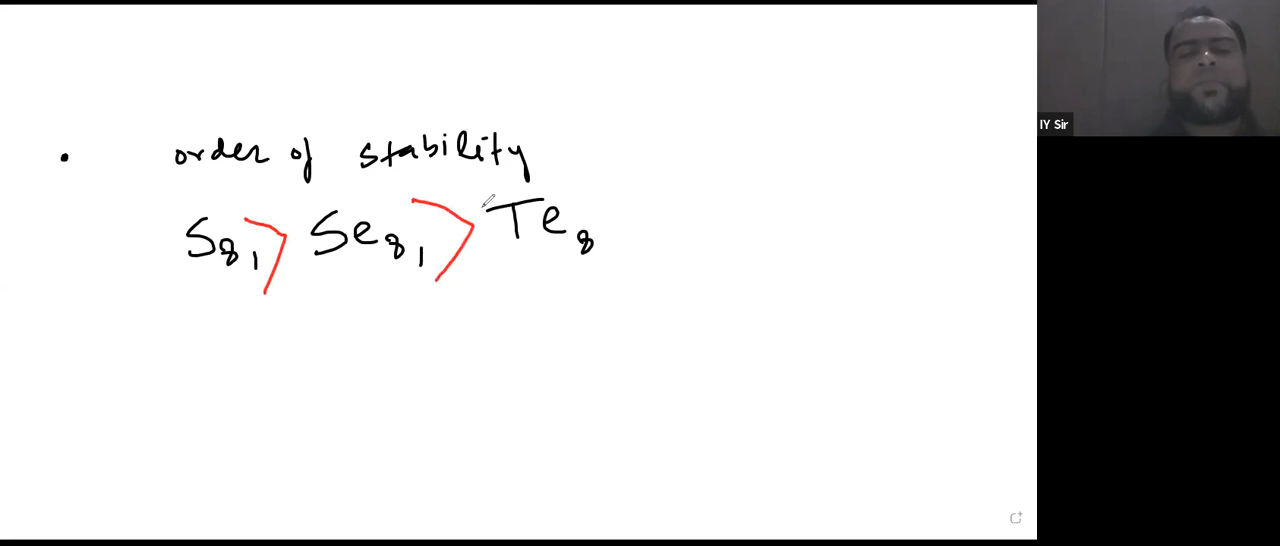 . order of stability
S8, > Se8, > Te8
IY Sir